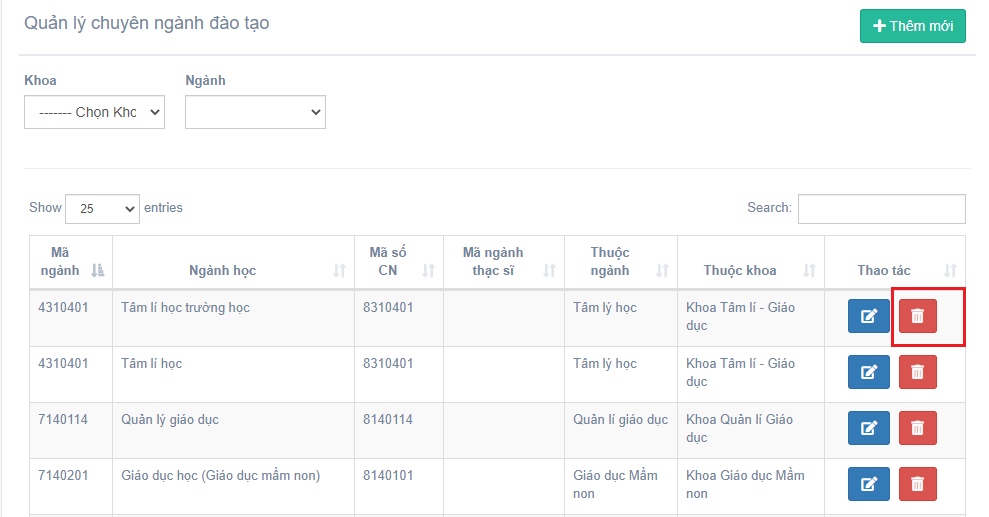 Quản lý chuyên ngành đào tạo
Thêm mới
Khoa Ngành
------- Chọn Kho
Show 25 entries Search:
Mã ngành Ngành học Mã số CN Mã ngành thạc sĩ Thuộc ngành Thuộc khoa Thao tác
4310401 Tâm lí học trường học 8310401 Tâm lý học Khoa Tâm lí - Giáo dục
4310401 Tâm lí học 8310401 Tâm lý học Khoa Tâm lí - Giáo dục
7140114 Quản lý giáo dục 8140114 Quản lí giáo dục Khoa Quản lí Giáo dục
7140201 Giáo dục học (Giáo dục mầm non) 8140101 Giáo dục Mầm non Khoa Giáo dục Mầm non